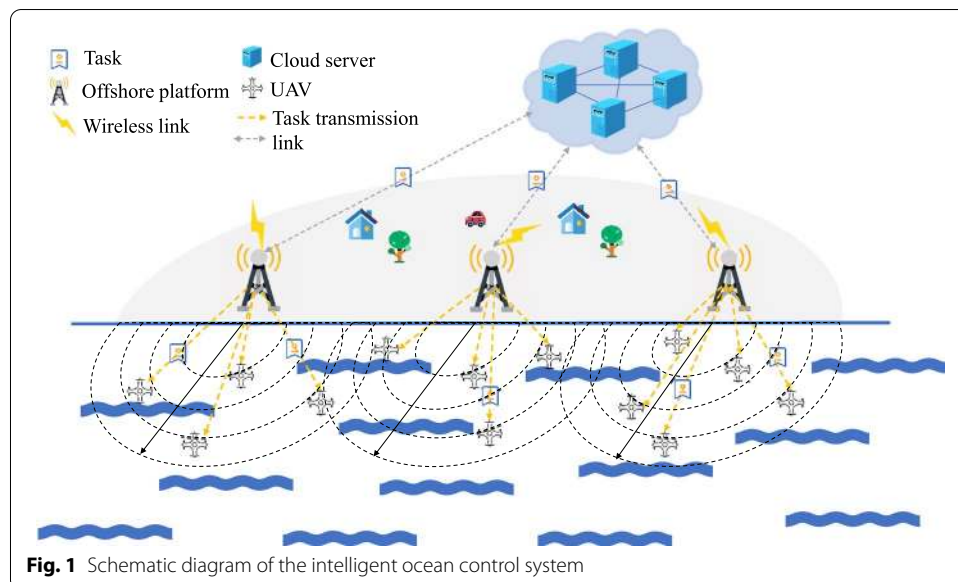 Task
Cloud server
Offshore platform
UAV
Wireless link
Task transmission
link
Fig. 1 Schematic diagram of the intelligent ocean control system